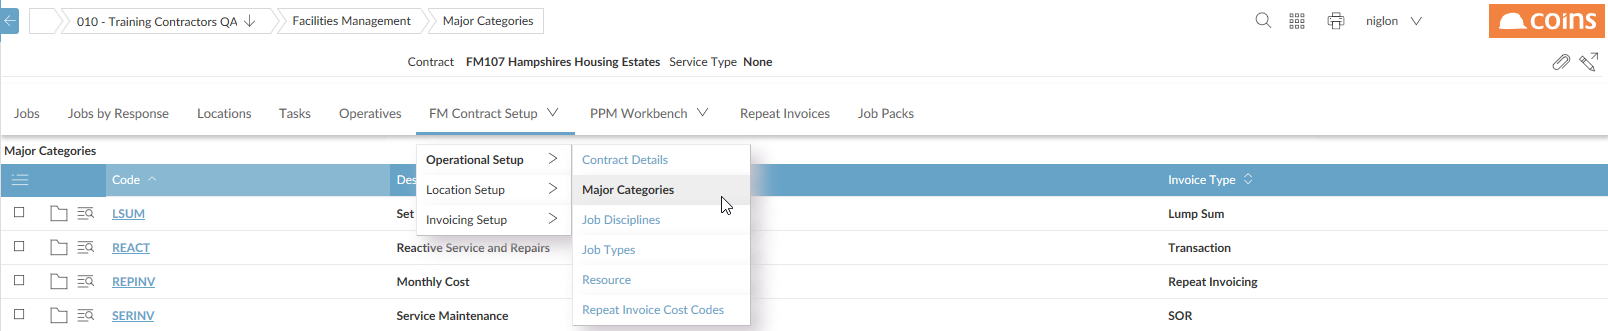 010 - Training Contractors QA Facilities Management Major Categories niglon coins
Contract FM107 Hampshires Housing Estates Service Type None
Jobs Jobs by Response Locations Tasks Operatives FM Contract Setup PPM Workbench Repeat Invoices Job Packs
Major Categories
Operational Setup
Location Setup
Invoicing Setup
Contract Details
Major Categories
Job Disciplines
Job Types
Resource
Repeat Invoice Cost Codes
Code Des Invoice Type
LSUM Set Lump Sum
REACT Reactive Service and Repairs Transaction
REPINV Monthly Cost Repeat Invoicing
SERINV Service Maintenance SOR